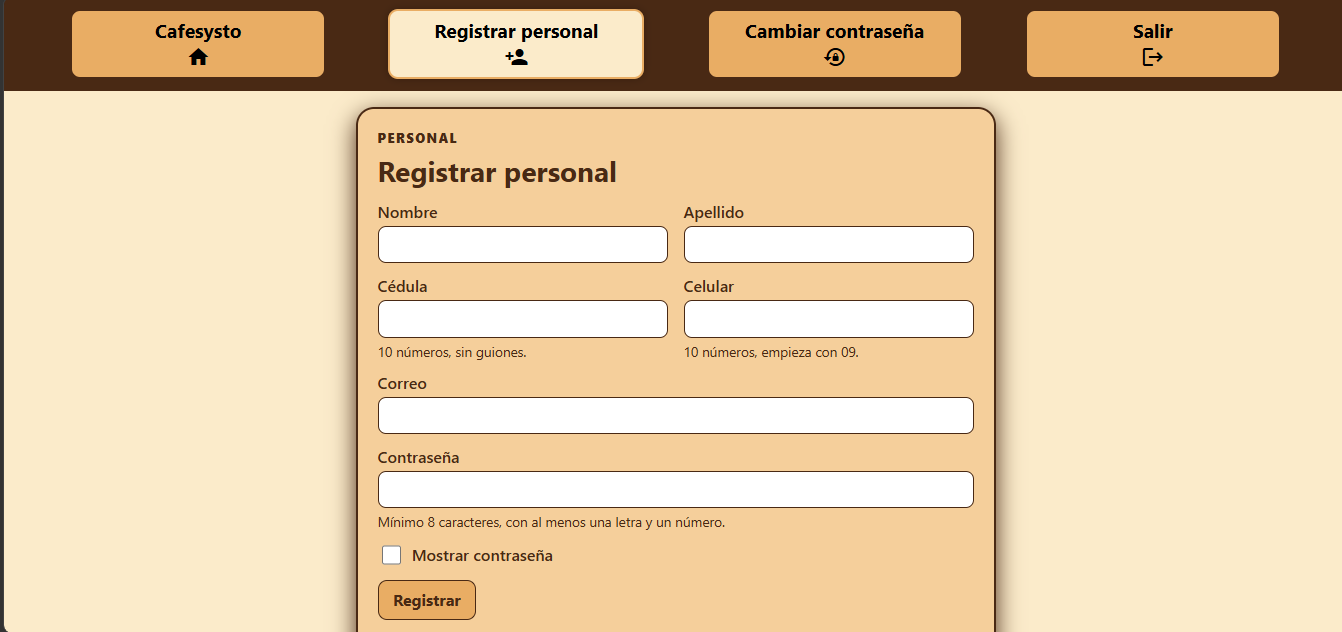 Cafesysto
Registrar personal
Cambiar contraseña
Salir
PERSONAL
Registrar personal
Nombre
Apellido
Cédula
Celular
10 números, sin guiones.
10 números, empieza con 09.
Correo
Contraseña
Mínimo 8 caracteres, con al menos una letra y un número.
Mostrar contraseña
Registrar